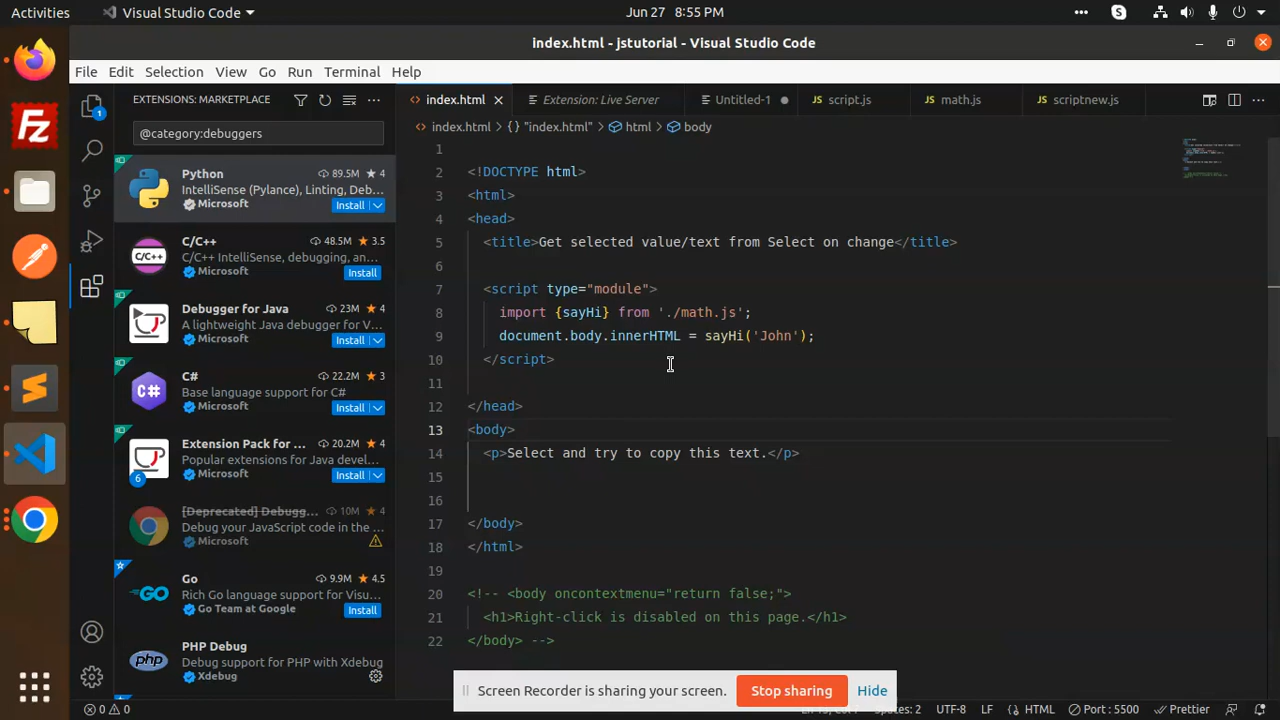 Activities
Visual Studio Code
Jun 27 8:55 PM
index.html - jstutorial - Visual Studio Code
File Edit Selection View Go Run Terminal Help
EXTENSIONS: MARKETPLACE
@category:debuggers
Python 89.5M 4
IntelliSense (Pylance), Linting, Deb...
Microsoft Install
C/C++ 48.5M 3.5
C/C++ IntelliSense, debugging, an...
Microsoft Install
Debugger for Java 23M 4
A lightweight Java debugger for V...
Microsoft Install
C# 22.2M 3
Base language support for C#
Microsoft Install
Extension Pack for ... 20.2M 4
Popular extensions for Java devel...
Microsoft Install
[Deprecated] Debugg... 10M 4
Debug your JavaScript code in the ...
Microsoft
Go 9.9M 4.5
Rich Go language support for Visu...
Go Team at Google Install
PHP Debug
Debug support for PHP with Xdebug
Xdebug
index.html Extension: Live Server Untitled-1 script.js math.js scriptnew.js
index.html > "index.html" > html > body
1
2 <!DOCTYPE html>
3 <html>
4 <head>
5 <title>Get selected value/text from Select on change</title>
6
7 <script type="module">
8 import {sayHi} from './math.js';
9 document.body.innerHTML = sayHi('John');
10 </script>
11
12 </head>
13 <body>
14 <p>Select and try to copy this text.</p>
15
16
17 </body>
18 </html>
19
20 <!-- <body oncontextmenu="return false;">
21 <h1>Right-click is disabled on this page.</h1>
22 </body> -->
Screen Recorder is sharing your screen. Stop sharing Hide
0 0 UTF-8 LF HTML Port : 5500 Prettier